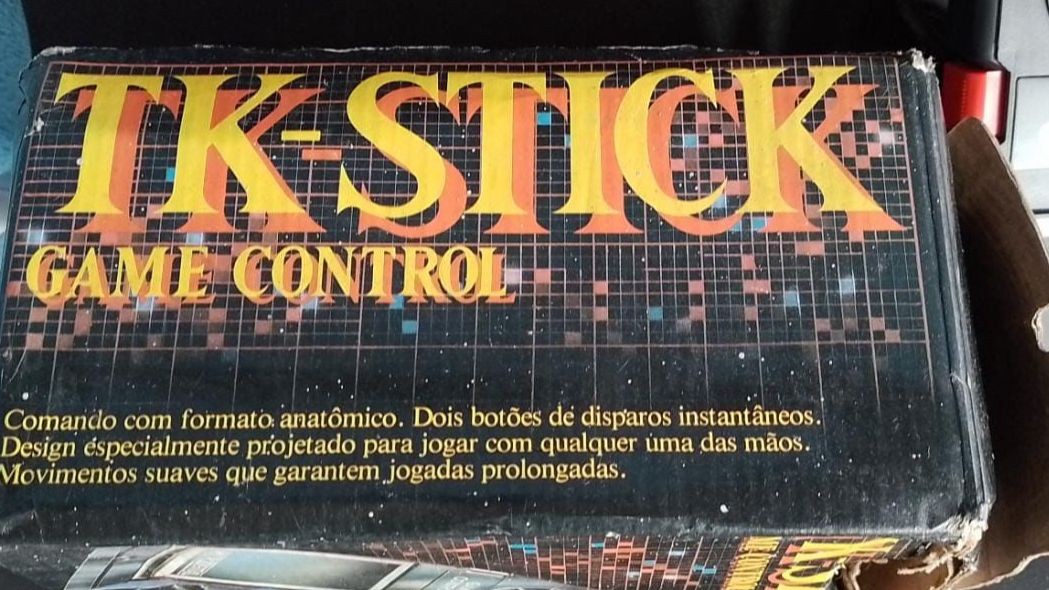 TK-STICK
GAME CONTROL
Comando com formato anatômico. Dois botões de disparos instantâneos.
Design especialmente projetado para jogar com qualquer uma das mãos.
Movimentos suaves que garantem jogadas prolongadas.